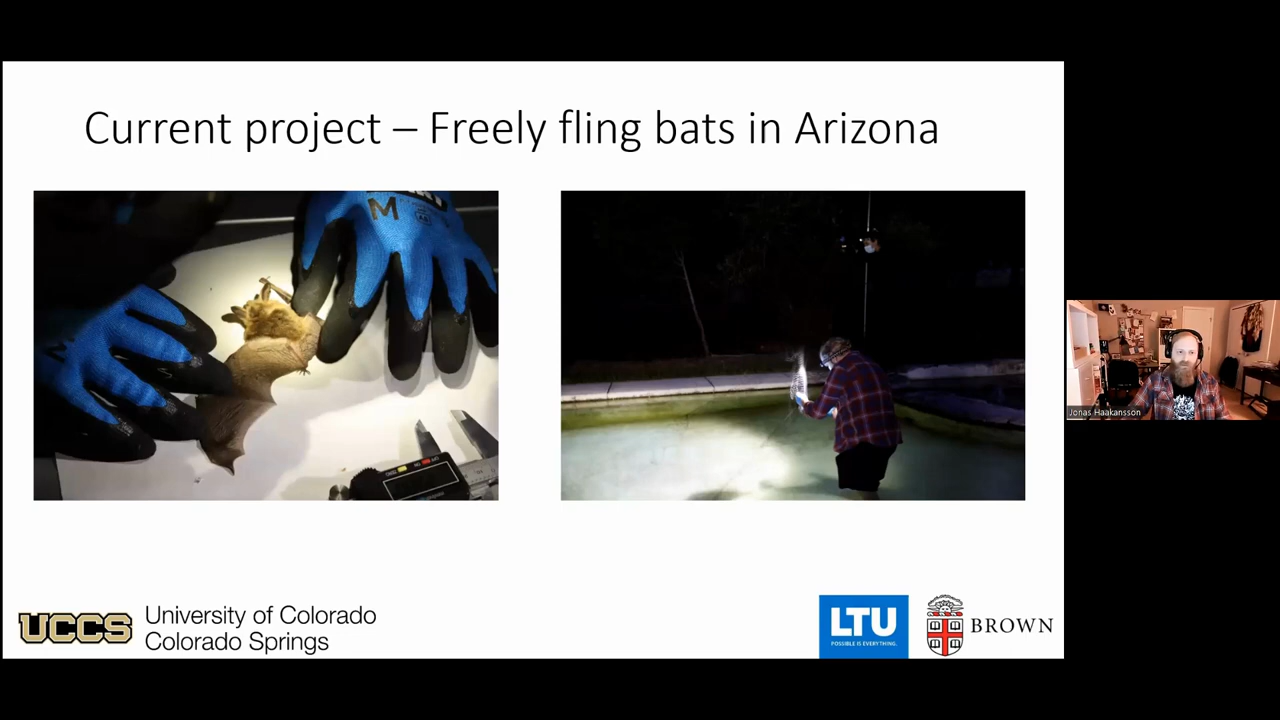 Current project – Freely fling bats in Arizona
M
UCCS
University of Colorado
Colorado Springs
LTU
POSSIBLE IS EVERYTHING.
BROWN
Jonas Haakansson